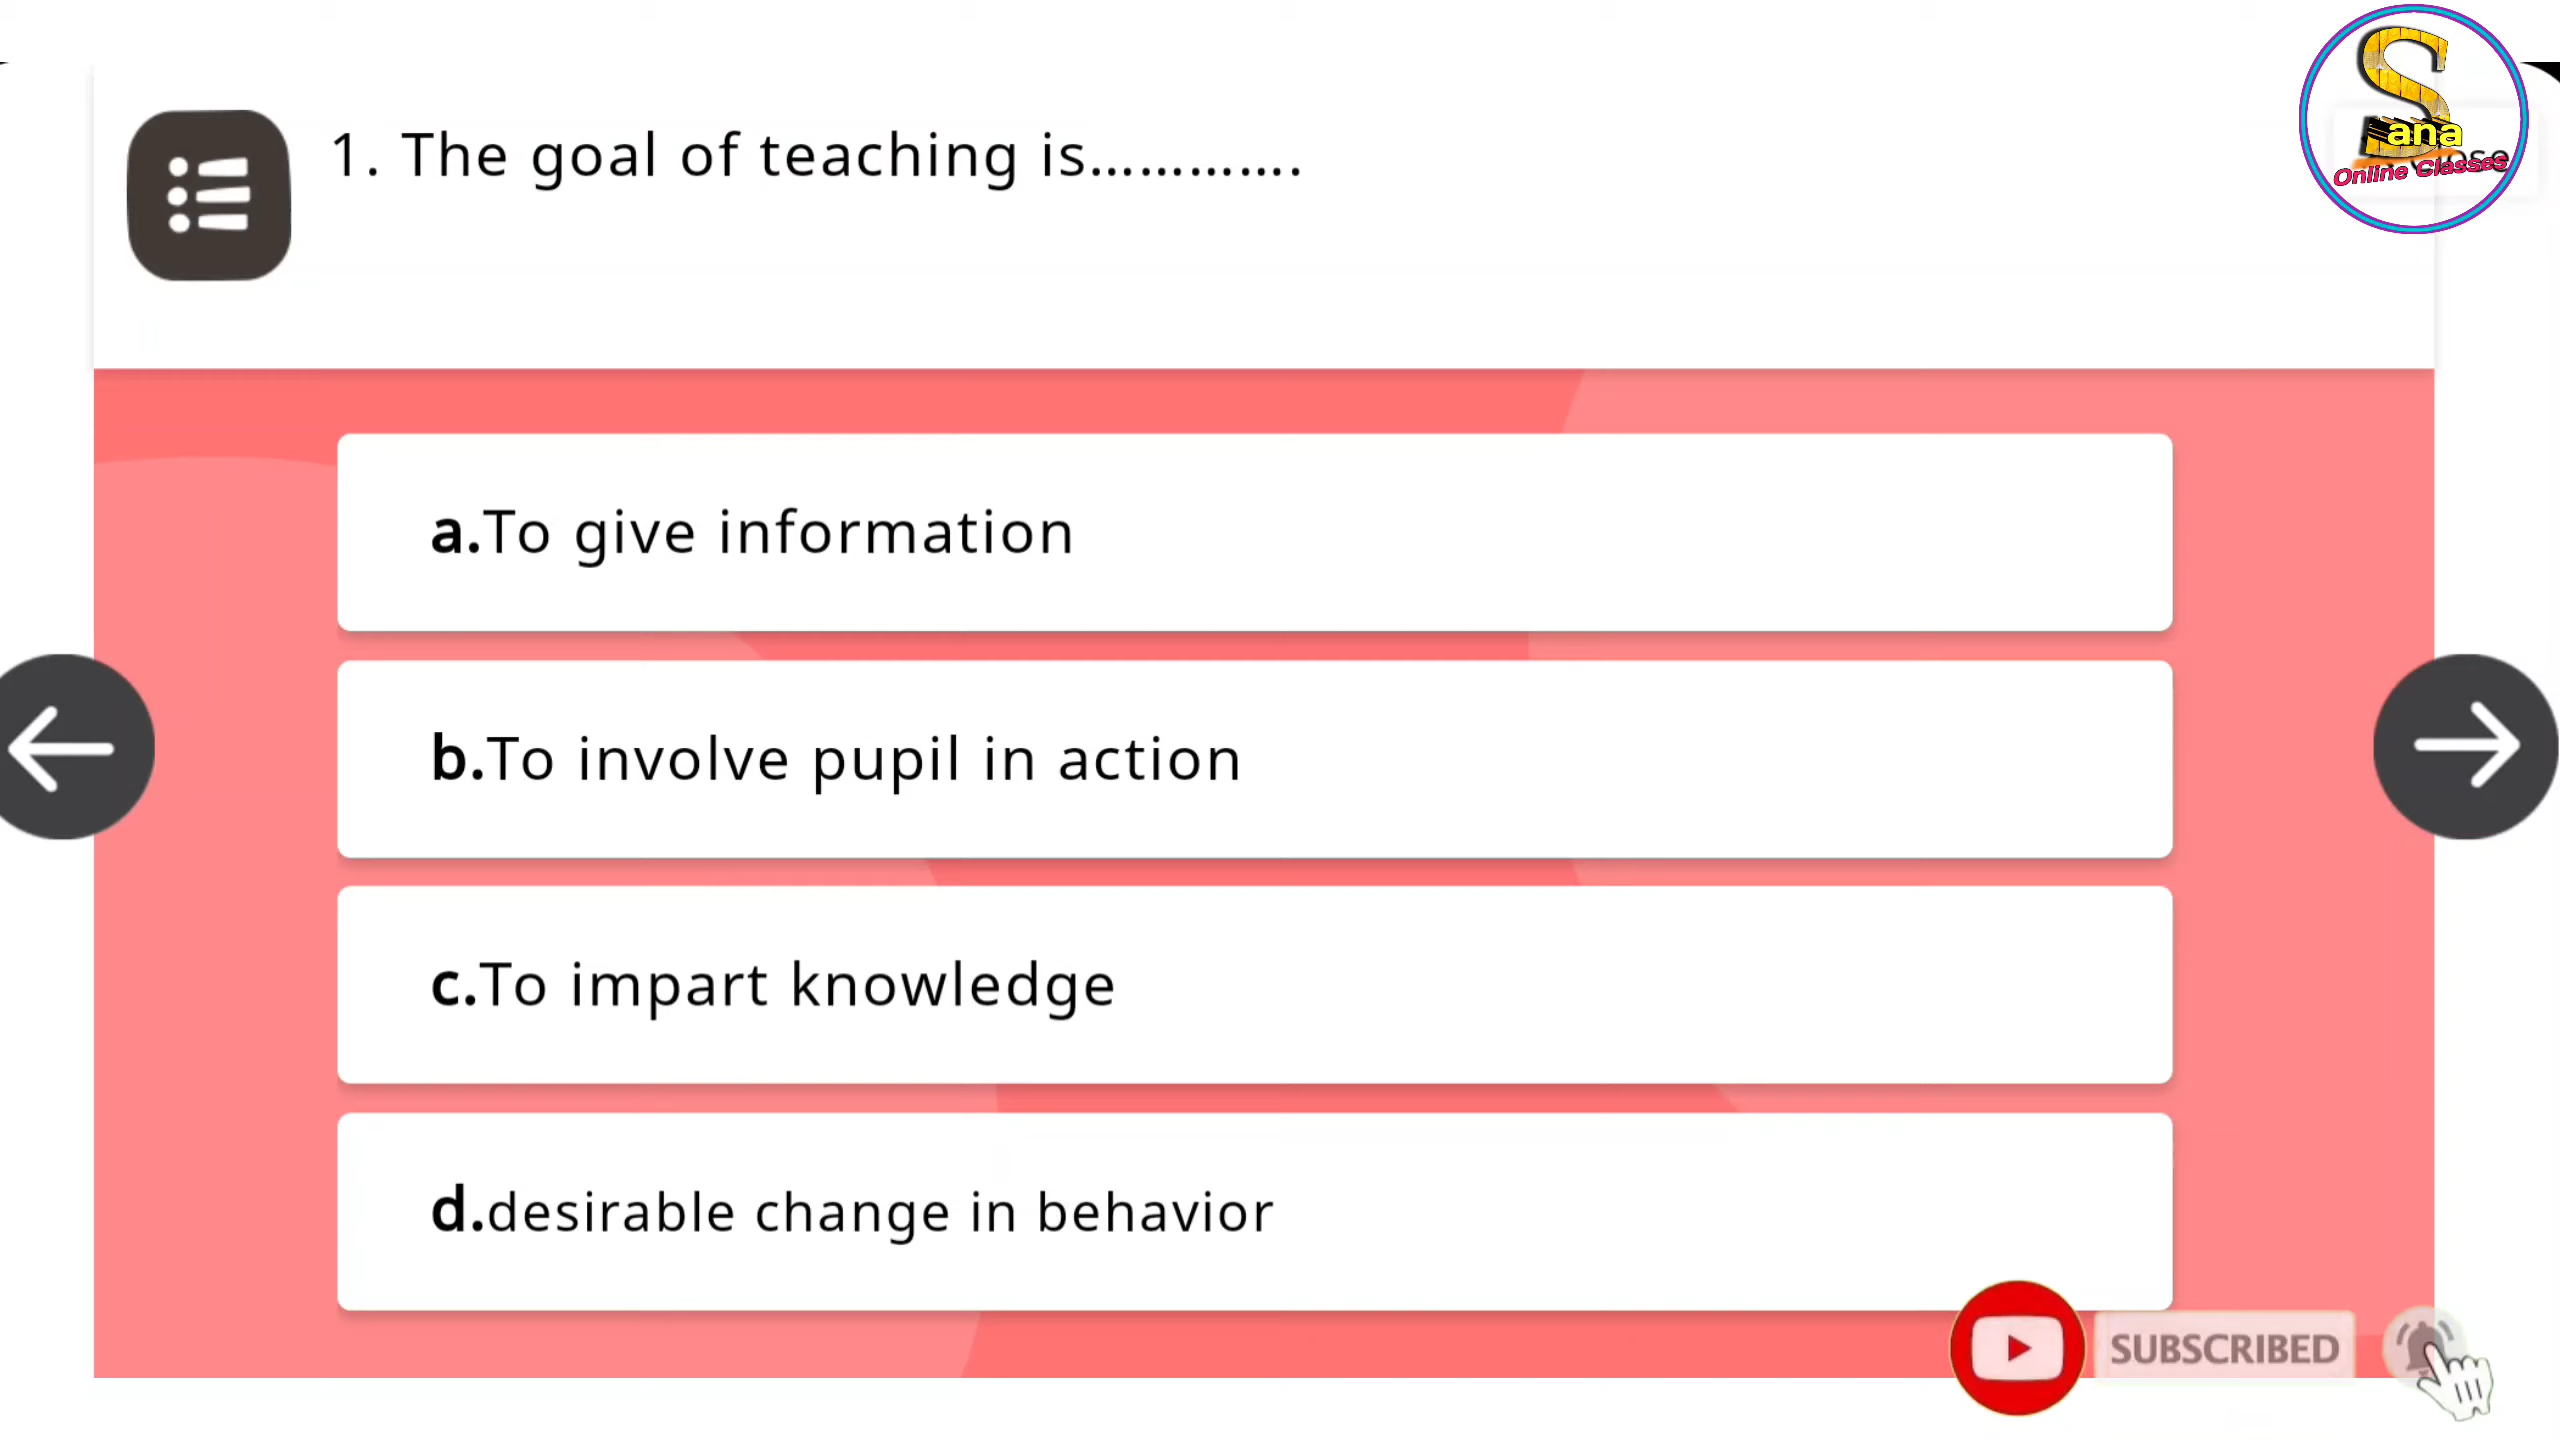 1. The goal of teaching is.............
Sana
Online Classes
a.To give information
b.To involve pupil in action
c.To impart knowledge
d.desirable change in behavior
SUBSCRIBED